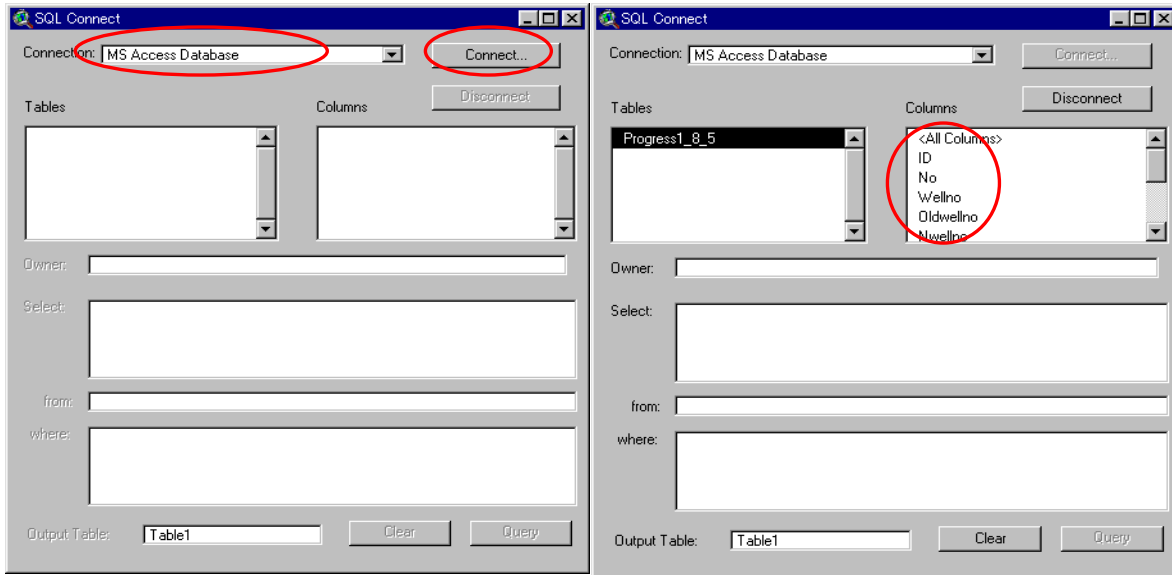 SQL Connect
Connection: MS Access Database
Connect...
Disconnect
Tables
Columns
Owner:
Select:
from:
where:
Output Table: Table1
Clear
Query
SQL Connect
Connection: MS Access Database
Connect...
Disconnect
Tables
Columns
Progress1_8_5
<All Columns>
ID
No
Wellno
Oldwellno
Nwellno
Owner:
Select:
from:
where:
Output Table: Table1
Clear
Query